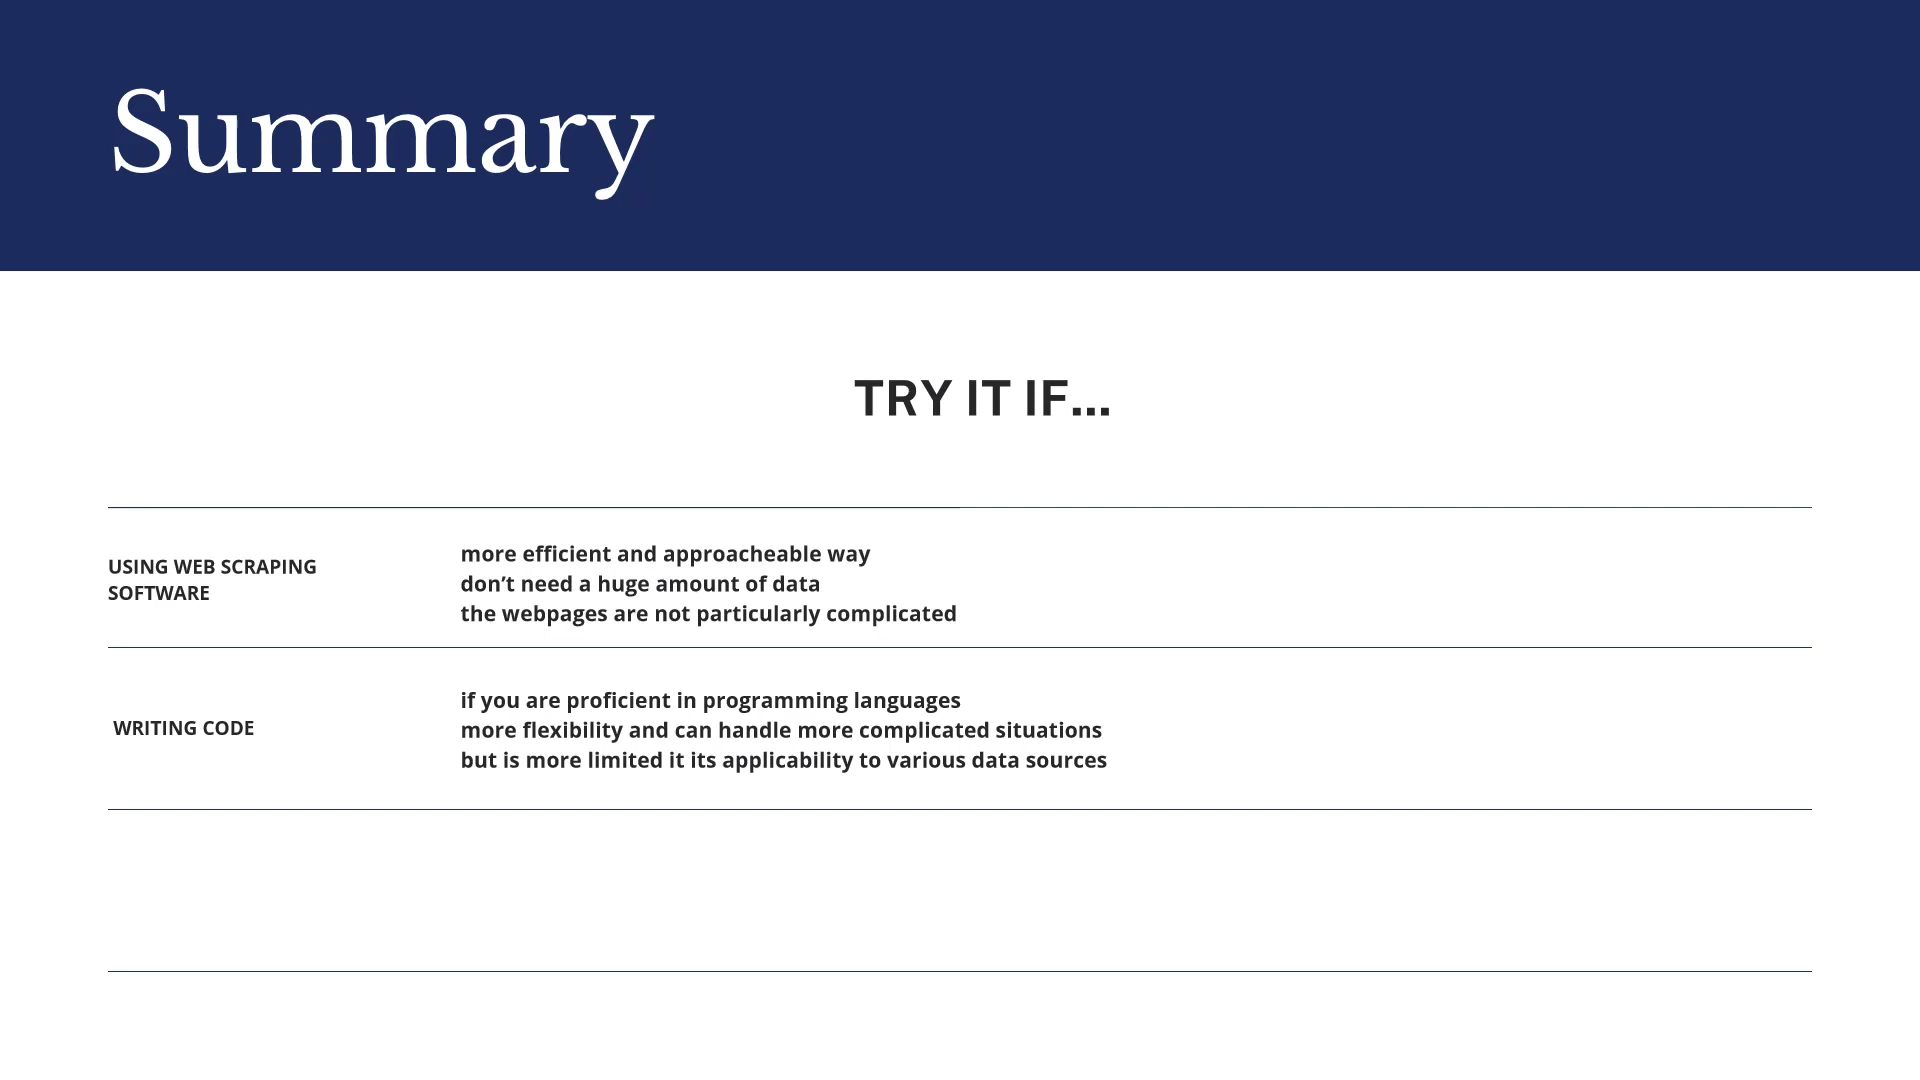 Summary
TRY IT IF...
USING WEB SCRAPING
SOFTWARE
more efficient and approacheable way
don’t need a huge amount of data
the webpages are not particularly complicated
WRITING CODE
if you are proficient in programming languages
more flexibility and can handle more complicated situations
but is more limited it its applicability to various data sources